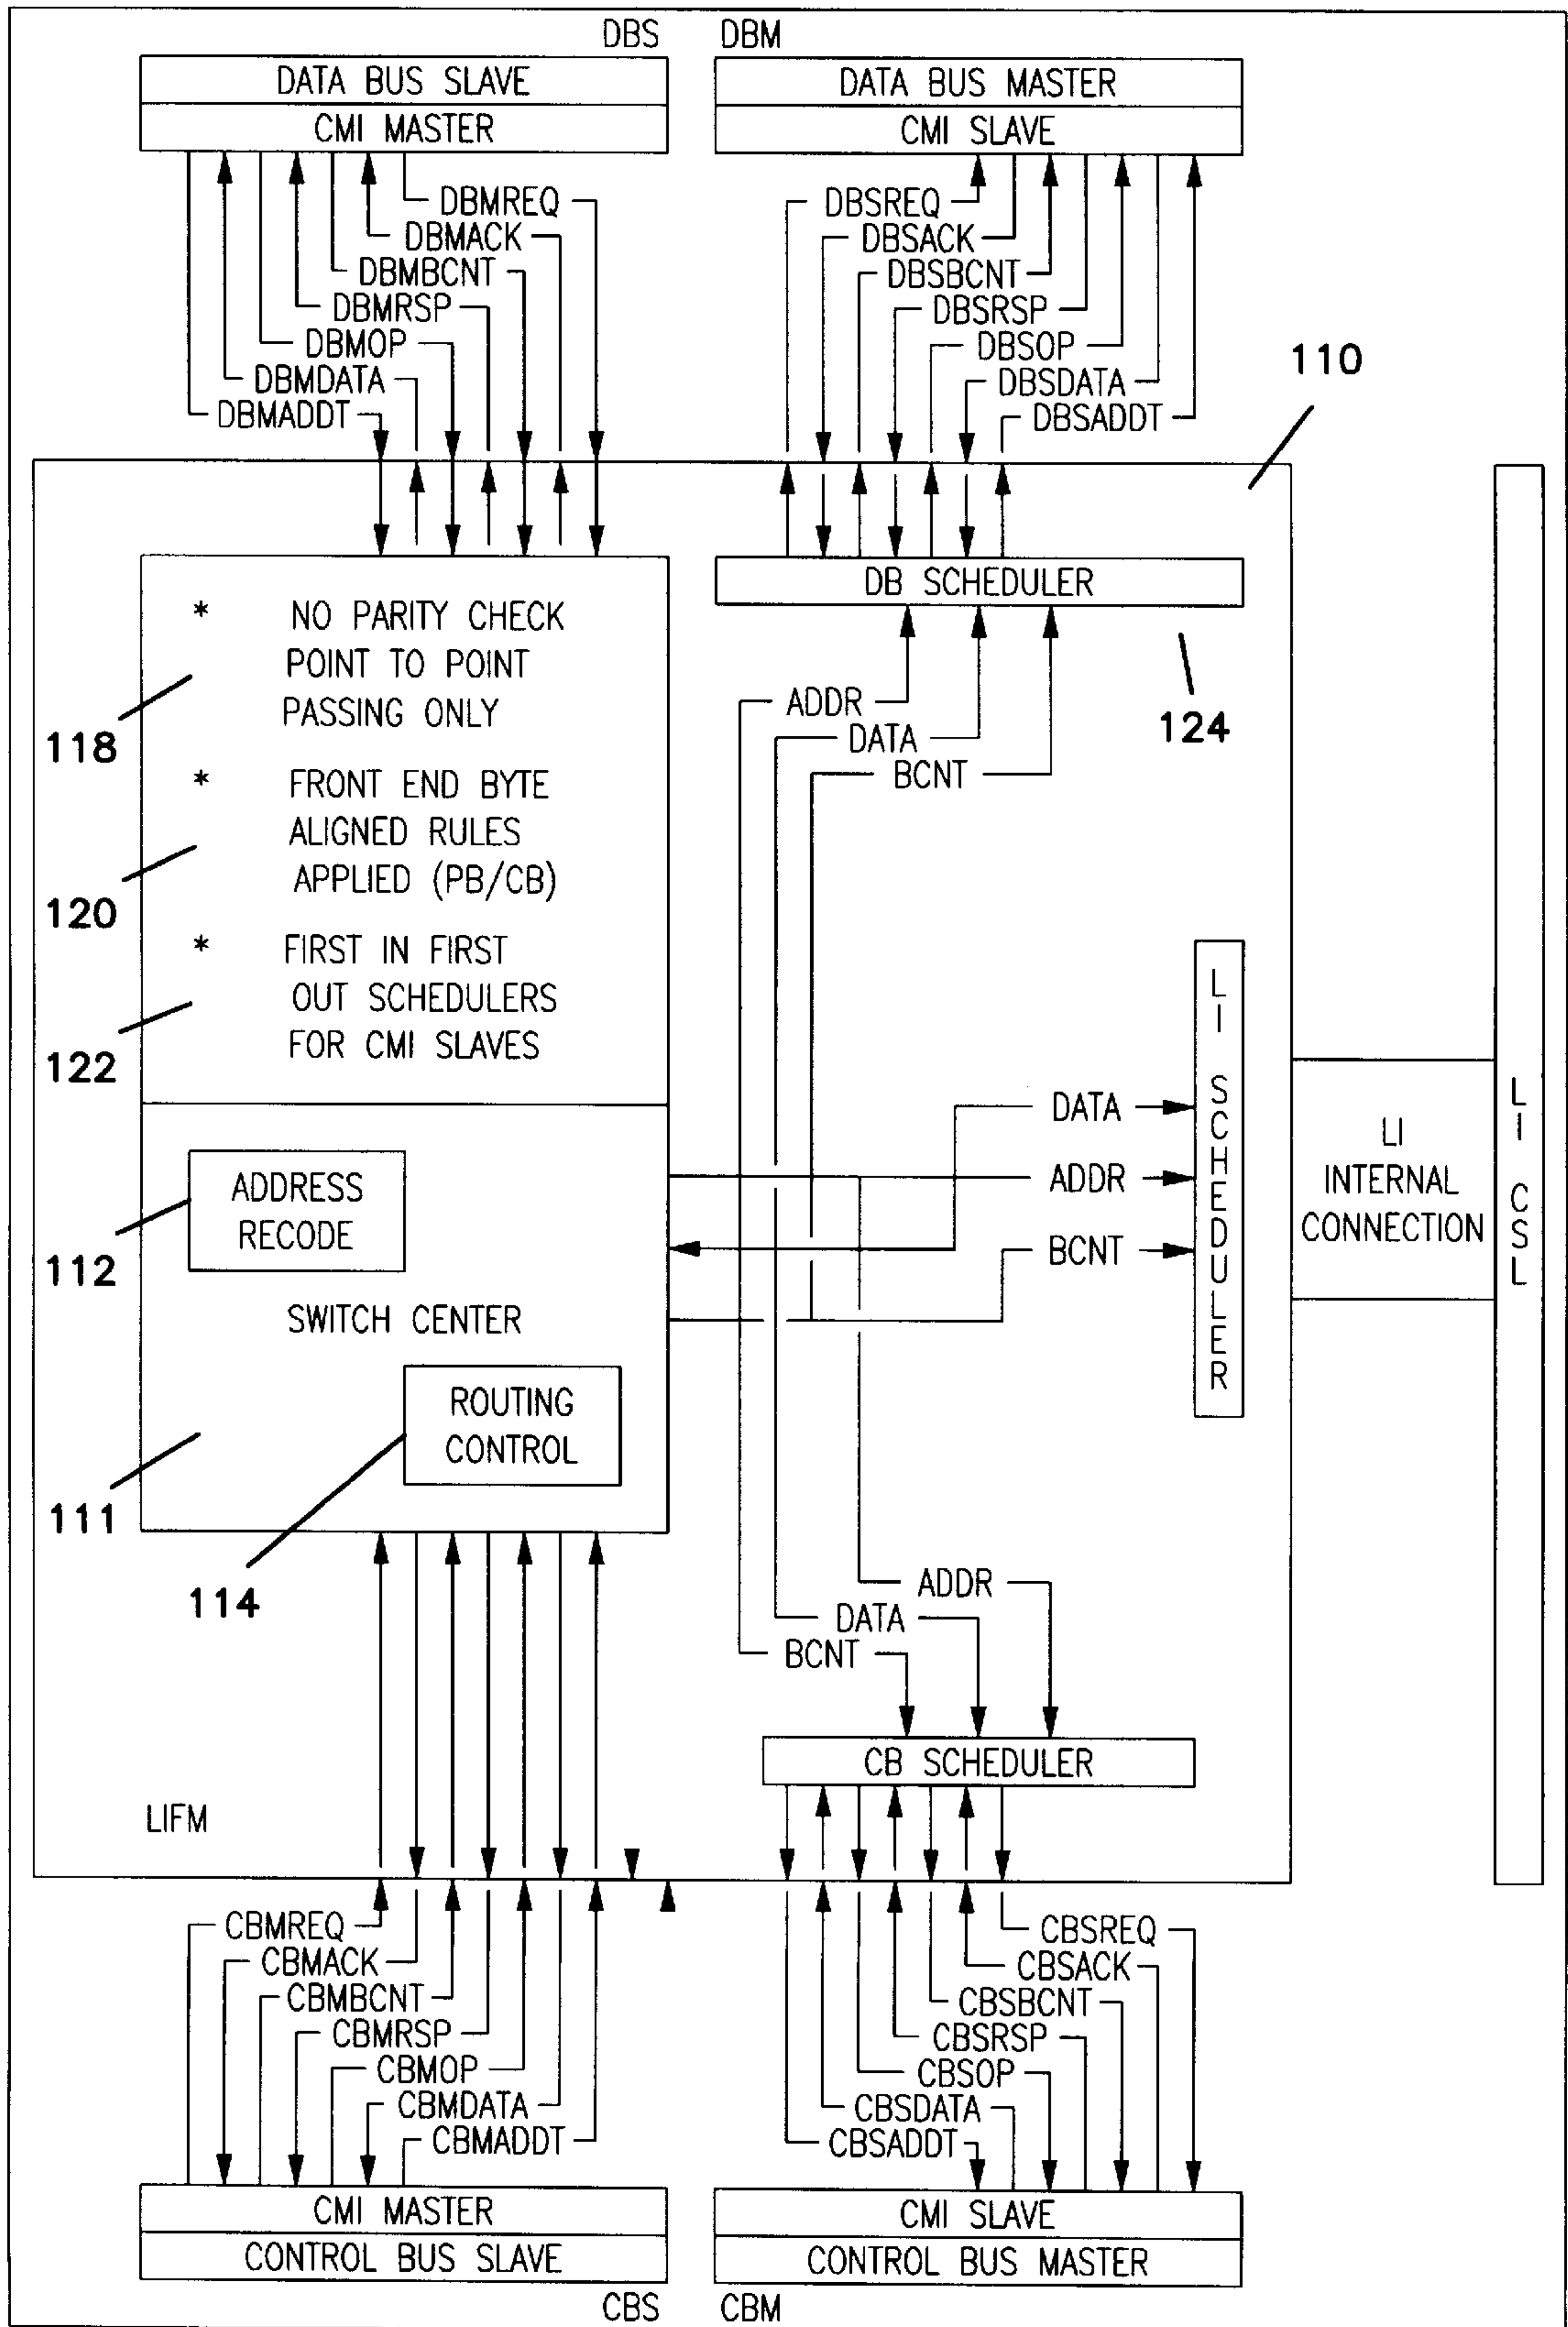 DBS DBM
DATA BUS SLAVE
CMI MASTER
DATA BUS MASTER
CMI SLAVE
DBMREQ
DBMACK
DBMBCNT
DBMRSP
DBMOP
DBMDATA
DBMADDT
DBSREQ
DBSACK
DBSBCNT
DBSRSP
DBSOP
DBSDATA
DBSADDT
110
* NO PARITY CHECK
POINT TO POINT
PASSING ONLY
118
* FRONT END BYTE
ALIGNED RULES
APPLIED (PB/CB)
120
* FIRST IN FIRST
OUT SCHEDULERS
FOR CMI SLAVES
122
DB SCHEDULER
124
ADDR
DATA
BCNT
ADDRESS
RECODE
112
SWITCH CENTER
ROUTING
CONTROL
111
114
DATA
ADDR
BCNT
LI SCHEDULER
LI
INTERNAL
CONNECTION
LI CSL
ADDR
DATA
BCNT
CB SCHEDULER
LIFM
CBMREQ
CBMACK
CBMBCNT
CBMRSP
CBMOP
CBMDATA
CBMADDT
CBSREQ
CBSACK
CBSBCNT
CBSRSP
CBSOP
CBSDATA
CBSADDT
CMI MASTER
CONTROL BUS SLAVE
CMI SLAVE
CONTROL BUS MASTER
CBS CBM